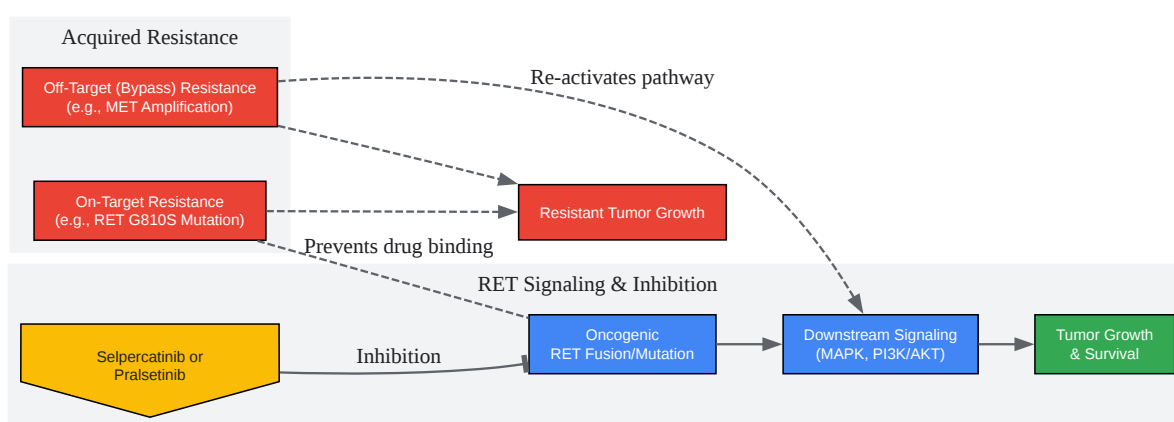 Acquired Resistance
Off-Target (Bypass) Resistance
(e.g., MET Amplification)
Re-activates pathway
On-Target Resistance
(e.g., RET G810S Mutation)
Resistant Tumor Growth
Prevents drug binding
RET Signaling & Inhibition
Selpercatinib or
Pralsetinib
Inhibition
Oncogenic
RET Fusion/Mutation
Downstream Signaling
(MAPK, PI3K/AKT)
Tumor Growth
& Survival